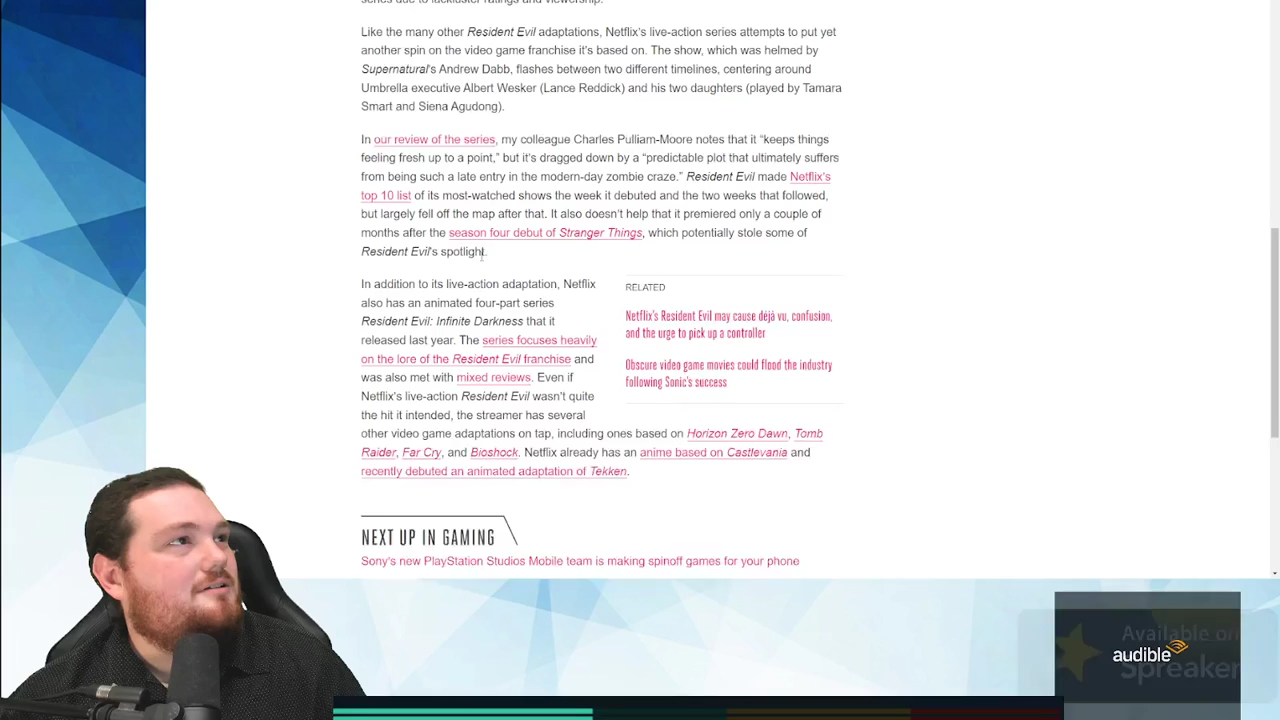 series due to lackluster ratings and viewership.
Like the many other Resident Evil adaptations, Netflix's live-action series attempts to put yet
another spin on the video game franchise it's based on. The show, which was helmed by
Supernatural's Andrew Dabb, flashes between two different timelines, centering around
Umbrella executive Albert Wesker (Lance Reddick) and his two daughters (played by Tamara
Smart and Siena Agudong).
In our review of the series, my colleague Charles Pulliam-Moore notes that it “keeps things
feeling fresh up to a point,” but it's dragged down by a “predictable plot that ultimately suffers
from being such a late entry in the modern-day zombie craze.” Resident Evil made Netflix's
top 10 list of its most-watched shows the week it debuted and the two weeks that followed,
but largely fell off the map after that. It also doesn't help that it premiered only a couple of
months after the season four debut of Stranger Things, which potentially stole some of
Resident Evil's spotlight.
In addition to its live-action adaptation, Netflix
also has an animated four-part series
Resident Evil: Infinite Darkness that it
released last year. The series focuses heavily
on the lore of the Resident Evil franchise and
was also met with mixed reviews. Even if
Netflix's live-action Resident Evil wasn't quite
the hit it intended, the streamer has several
other video game adaptations on tap, including ones based on Horizon Zero Dawn, Tomb
Raider, Far Cry, and Bioshock. Netflix already has an anime based on Castlevania and
recently debuted an animated adaptation of Tekken.
RELATED
Netflix's Resident Evil may cause déjà vu, confusion,
and the urge to pick up a controller
Obscure video game movies could flood the industry
following Sonic's success
NEXT UP IN GAMING
Sony's new PlayStation Studios Mobile team is making spinoff games for your phone
Available on
audible
Spreaker